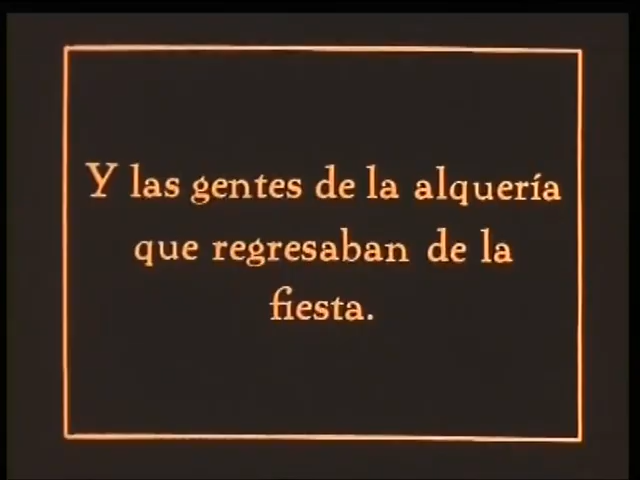 Y las gentes de la alquería
que regresaban de la
fiesta.